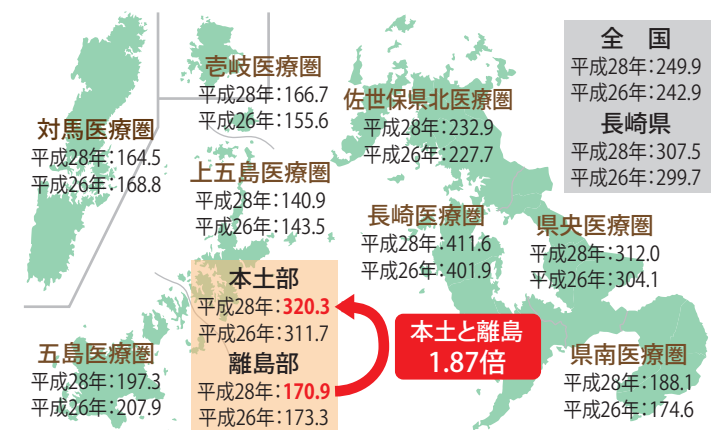 全　国
平成28年：249.9
平成26年：242.9
長崎県
平成28年：307.5
平成26年：299.7
壱岐医療圏
平成28年：166.7
平成26年：155.6
佐世保県北医療圏
平成28年：232.9
平成26年：227.7
対馬医療圏
平成28年：164.5
平成26年：168.8
上五島医療圏
平成28年：140.9
平成26年：143.5
長崎医療圏
平成28年：411.6
平成26年：401.9
県央医療圏
平成28年：312.0
平成26年：304.1
本土部
平成28年：320.3
平成26年：311.7
離島部
平成28年：170.9
平成26年：173.3
本土と離島
1.87倍
五島医療圏
平成28年：197.3
平成26年：207.9
県南医療圏
平成28年：188.1
平成26年：174.6